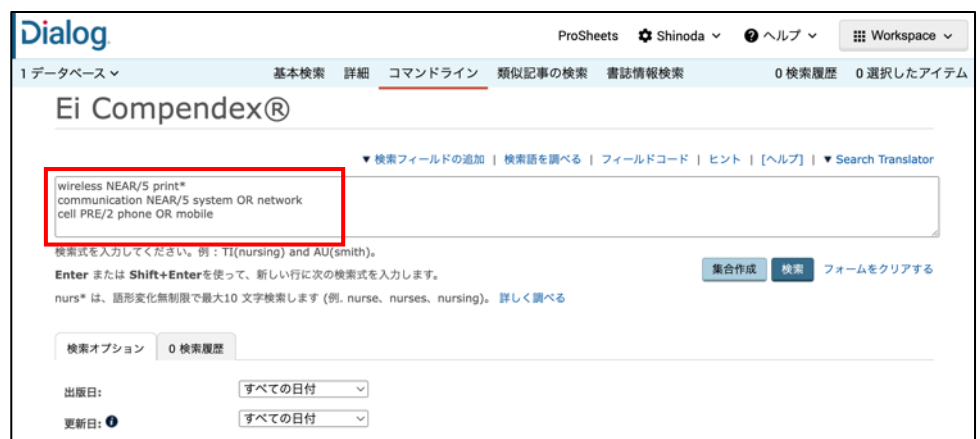 Dialog
ProSheets Shinoda ヘルプ Workspace
1 データベース 基本検索 詳細 コマンドライン 類似記事の検索 書誌情報検索 0 検索履歴 0 選択したアイテム
Ei Compendex®
▼ 検索フィールドの追加 | 検索語を調べる | フィールドコード | ヒント | [ヘルプ] | ▼ Search Translator
wireless NEAR/5 print*
communication NEAR/5 system OR network
cell PRE/2 phone OR mobile
検索式を入力してください。例 : TI(nursing) and AU(smith)。
Enter または Shift+Enterを使って、新しい行に次の検索式を入力します。
集合作成 検索 フォームをクリアする
nurs* は、語形変化無制限で最大10 文字検索します (例. nurse、nurses、nursing)。 詳しく調べる
検索オプション 0 検索履歴
出版日: すべての日付
更新日: すべての日付